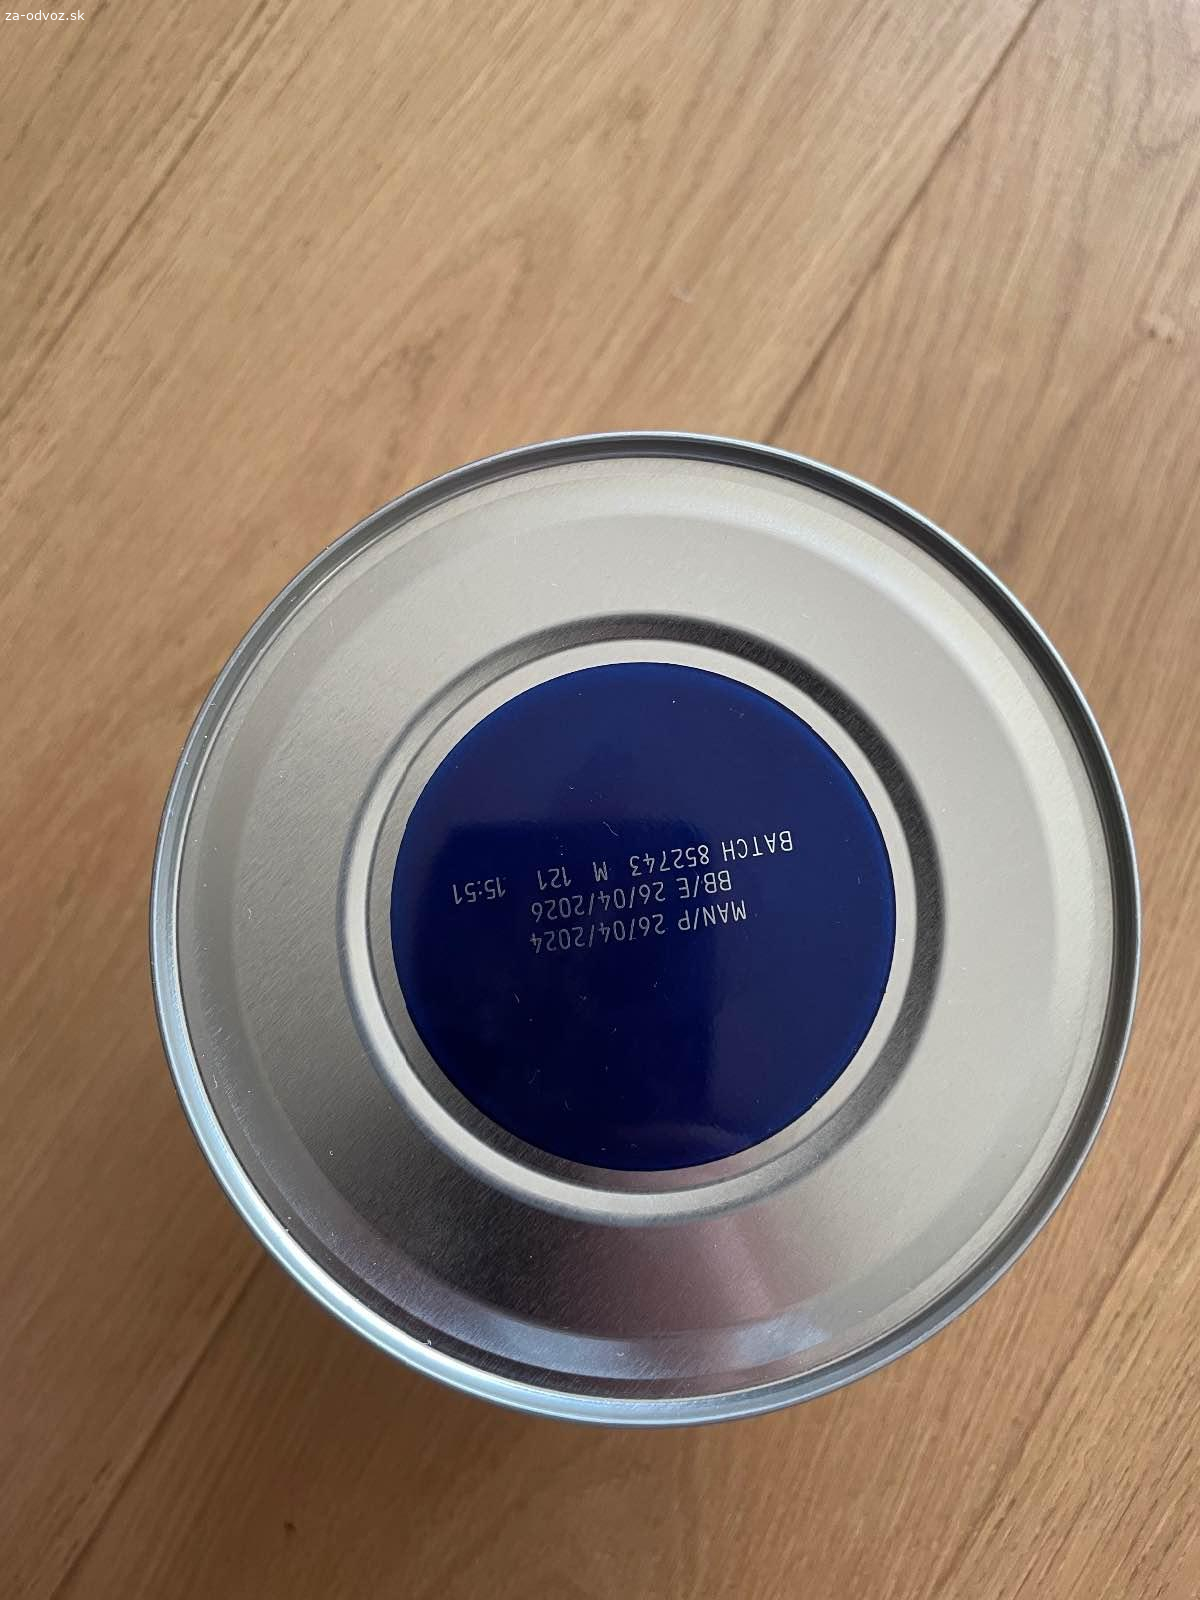 za-odvoz.sk
MAN/P 26/04/2024
BB/E 26/04/2026
BATCH 852743 M 121 15:51